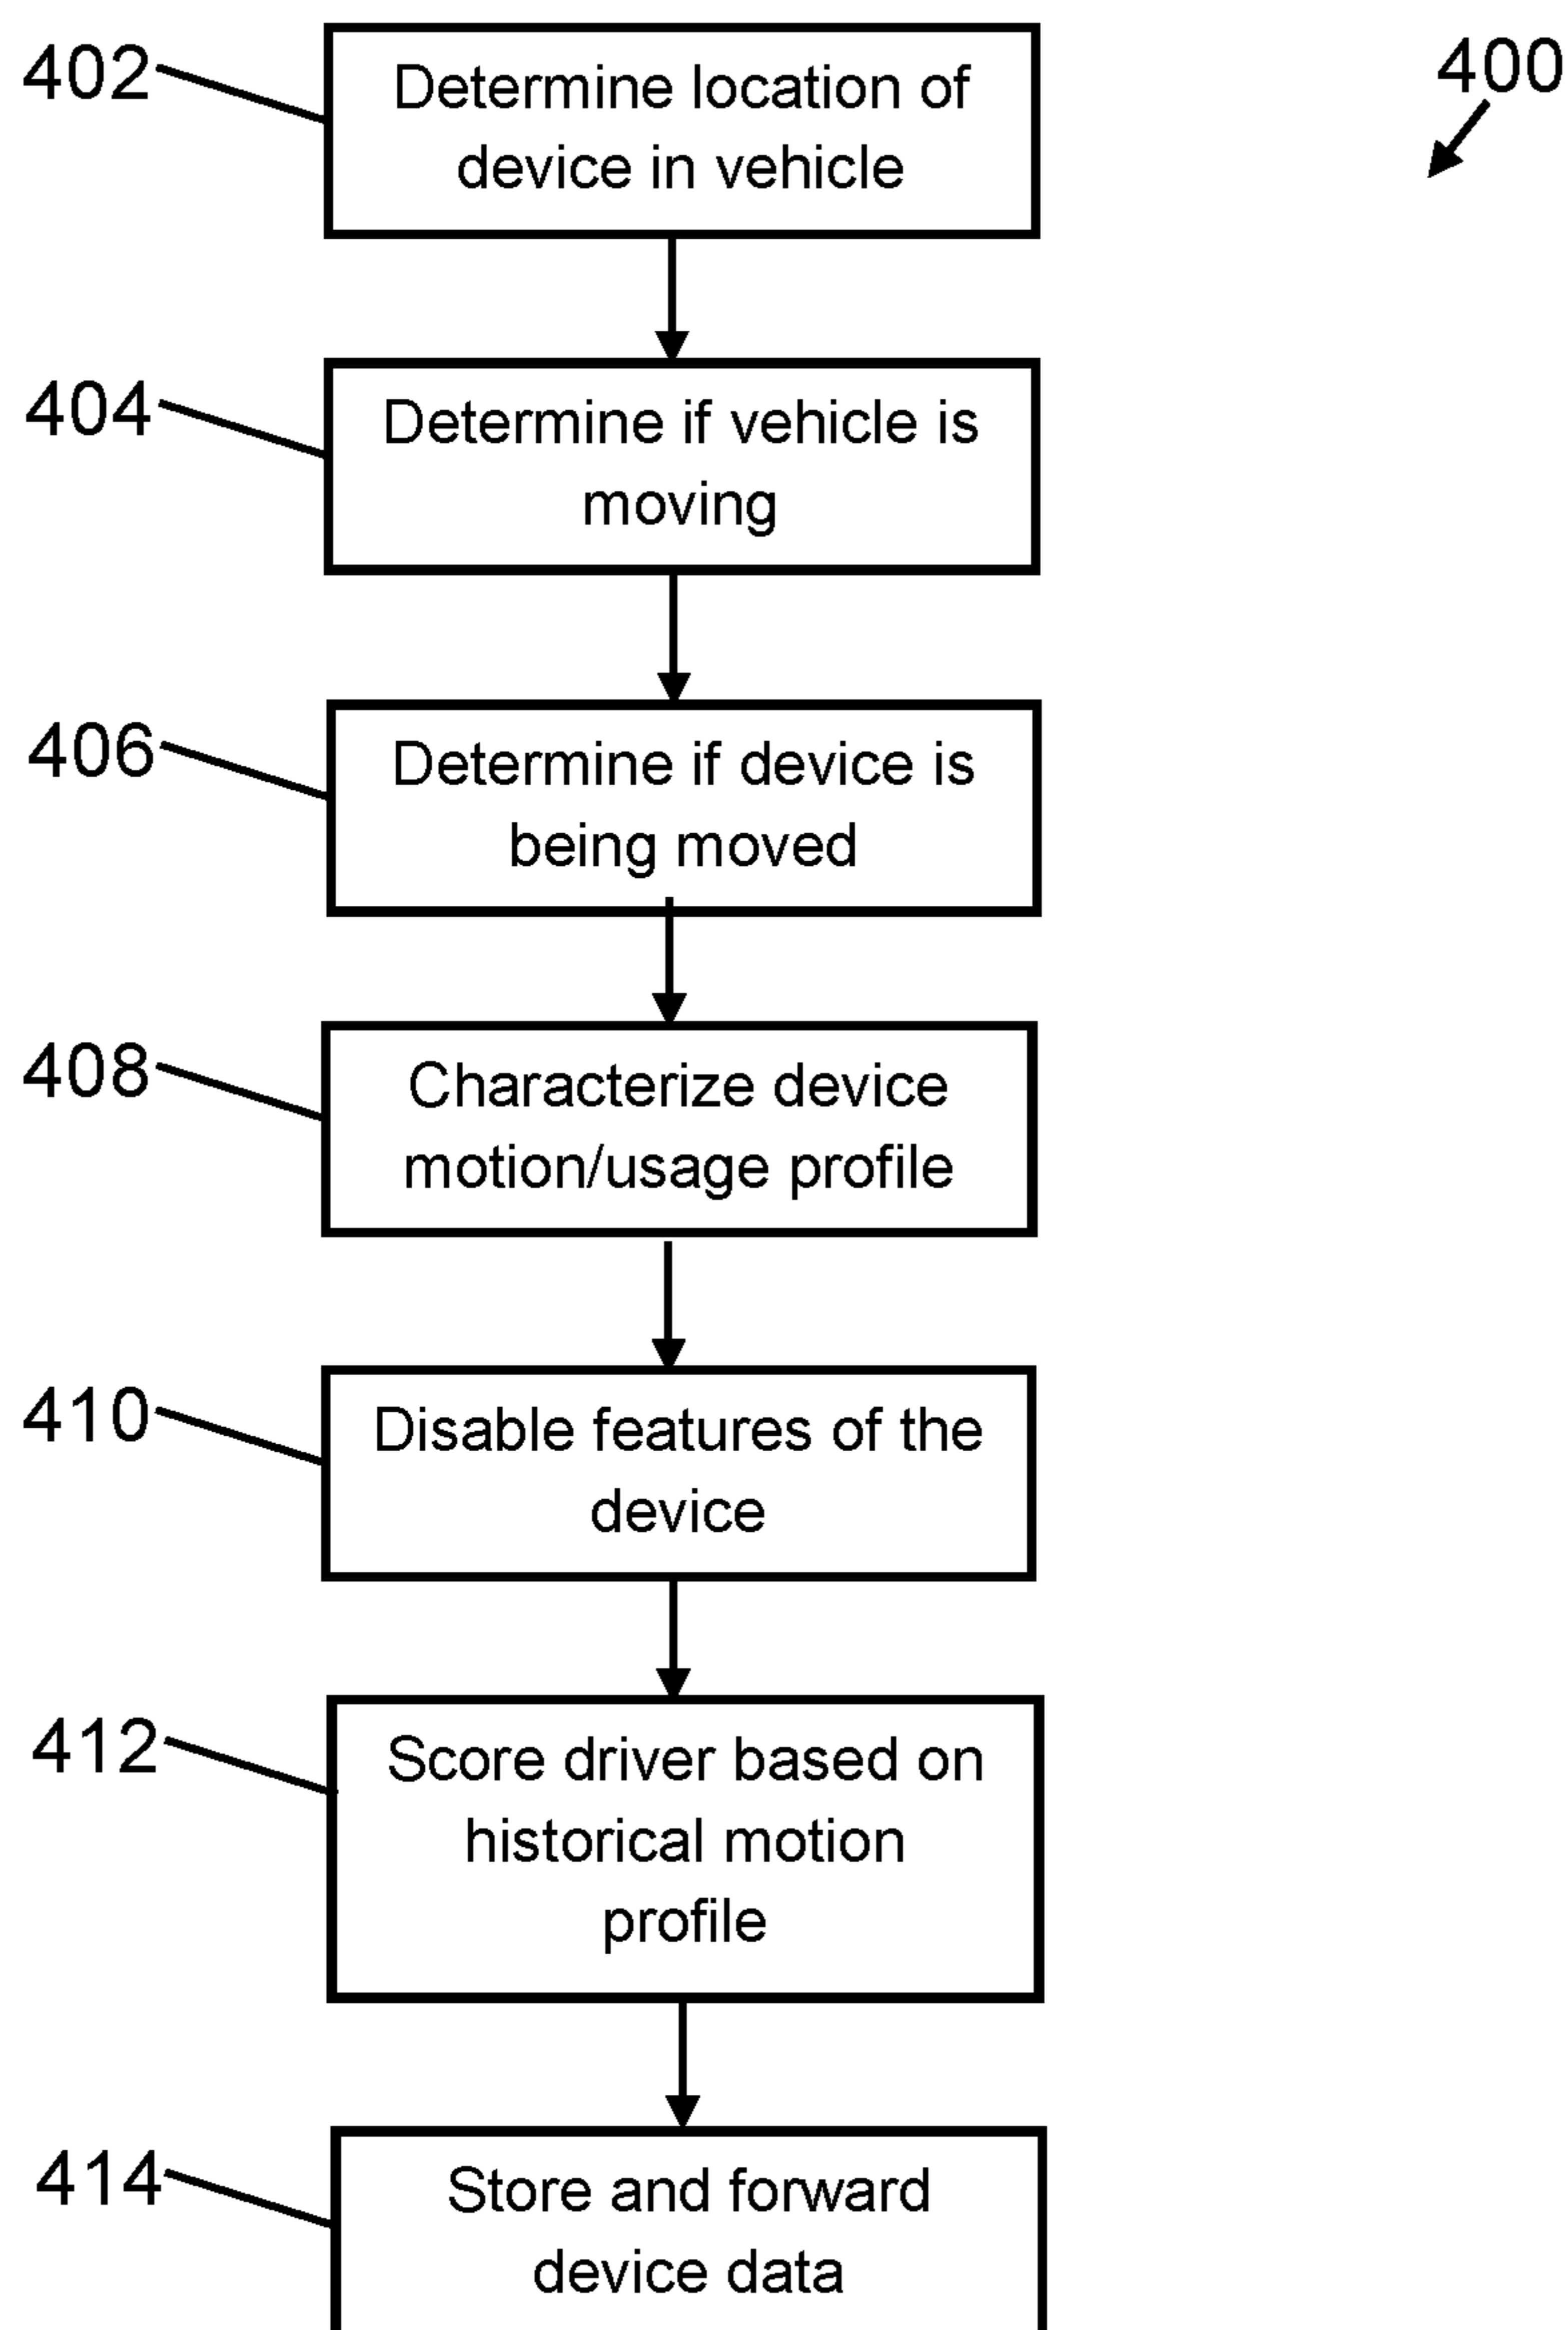 402
Determine location of
device in vehicle
400
404
Determine if vehicle is
moving
406
Determine if device is
being moved
408
Characterize device
motion/usage profile
410
Disable features of the
device
412
Score driver based on
historical motion
profile
414
Store and forward
device data